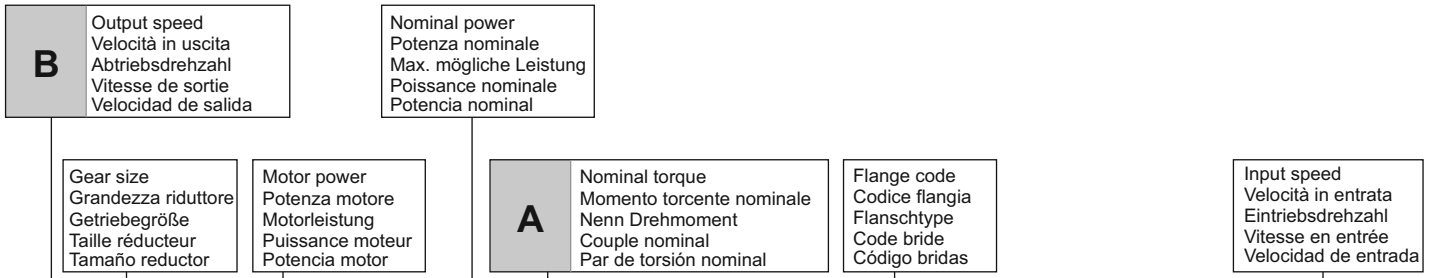 B
Output speed
Velocità in uscita
Abtriebsdrehzahl
Vitesse de sortie
Velocidad de salida
Nominal power
Potenza nominale
Max. mögliche Leistung
Poissance nominale
Potencia nominal
Gear size
Grandezza riduttore
Getriebegröße
Taille réducteur
Tamaño reductor
Motor power
Potenza motore
Motorleistung
Puissance moteur
Potencia motor
A
Nominal torque
Momento torcente nominale
Nenn Drehmoment
Couple nominal
Par de torsión nominal
Flange code
Codice flangia
Flanschtype
Code bride
Código bridas
Input speed
Velocità in entrata
Eintriebsdrehzahl
Vitesse en entrée
Velocidad de entrada